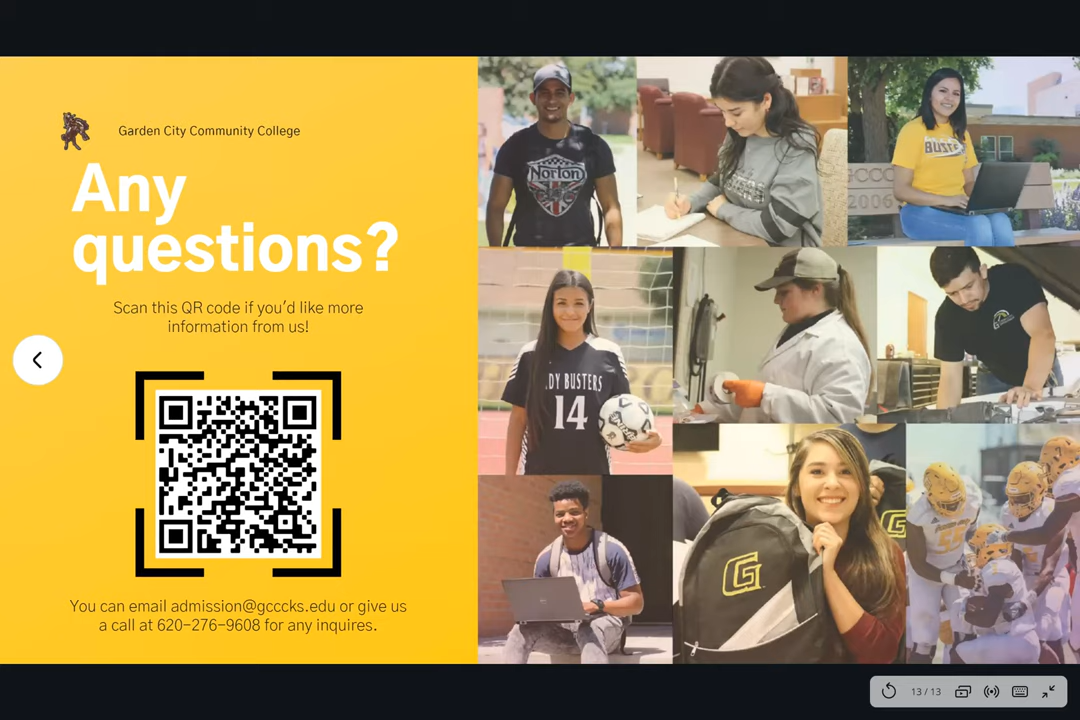 Garden City Community College
Any
questions?
Scan this QR code if you'd like more
information from us!
You can email admission@gcccks.edu or give us
a call at 620-276-9608 for any inquires.
Norton
BUSTE
GCCC
2006
DY BUSTERS
14
G
G
13 / 13